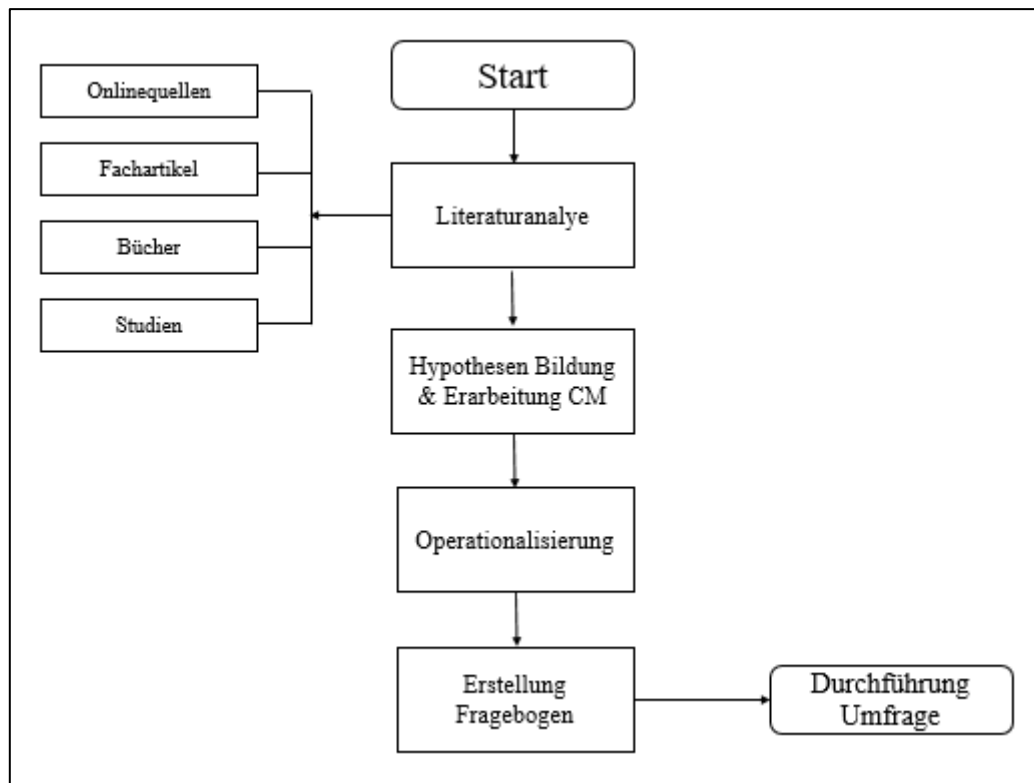 Start
Onlinequellen
Fachartikel
Bücher
Studien
Literaturanalye
Hypothesen Bildung
& Erarbeitung CM
Operationalisierung
Erstellung
Fragebogen
Durchführung
Umfrage